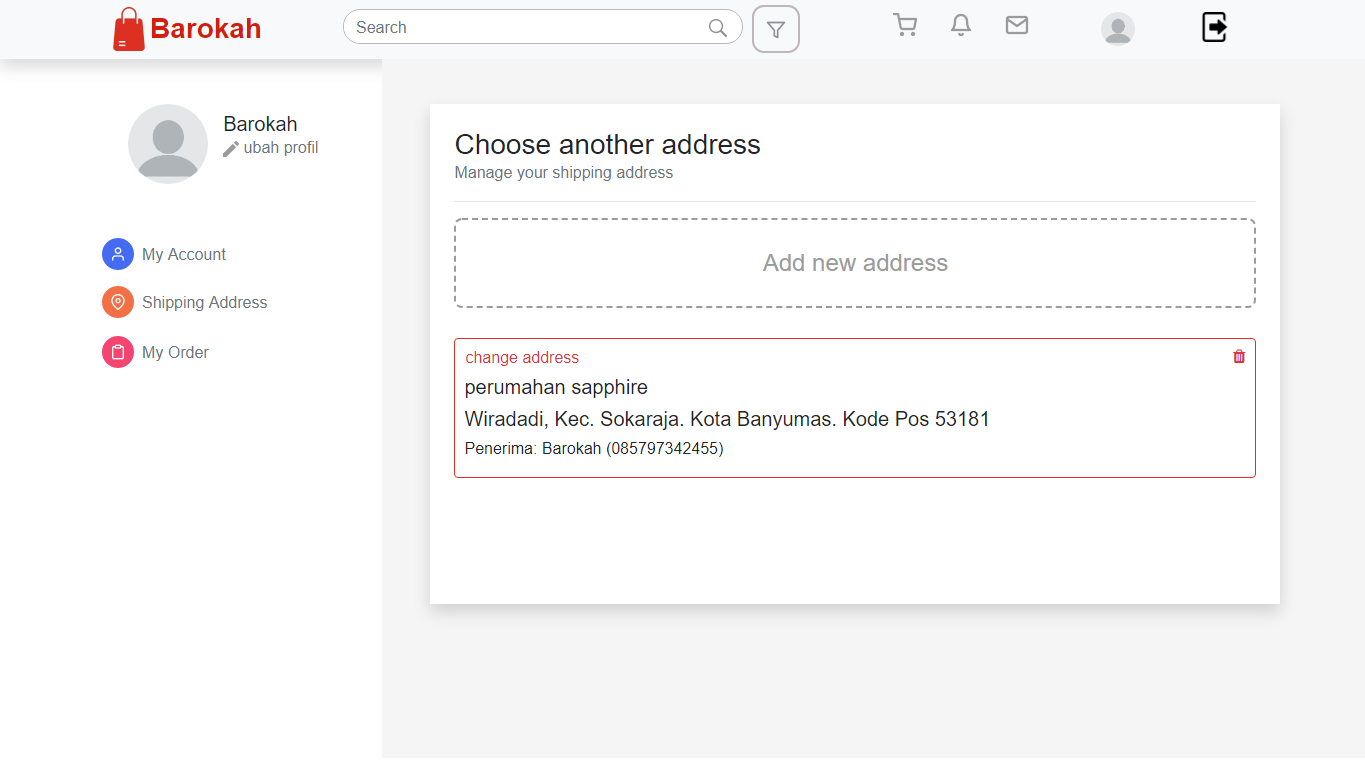 Barokah
Search
Barokah
ubah profil
My Account
Shipping Address
My Order
Choose another address
Manage your shipping address
Add new address
change address
perumahan sapphire
Wiradadi, Kec. Sokaraja. Kota Banyumas. Kode Pos 53181
Penerima: Barokah (085797342455)